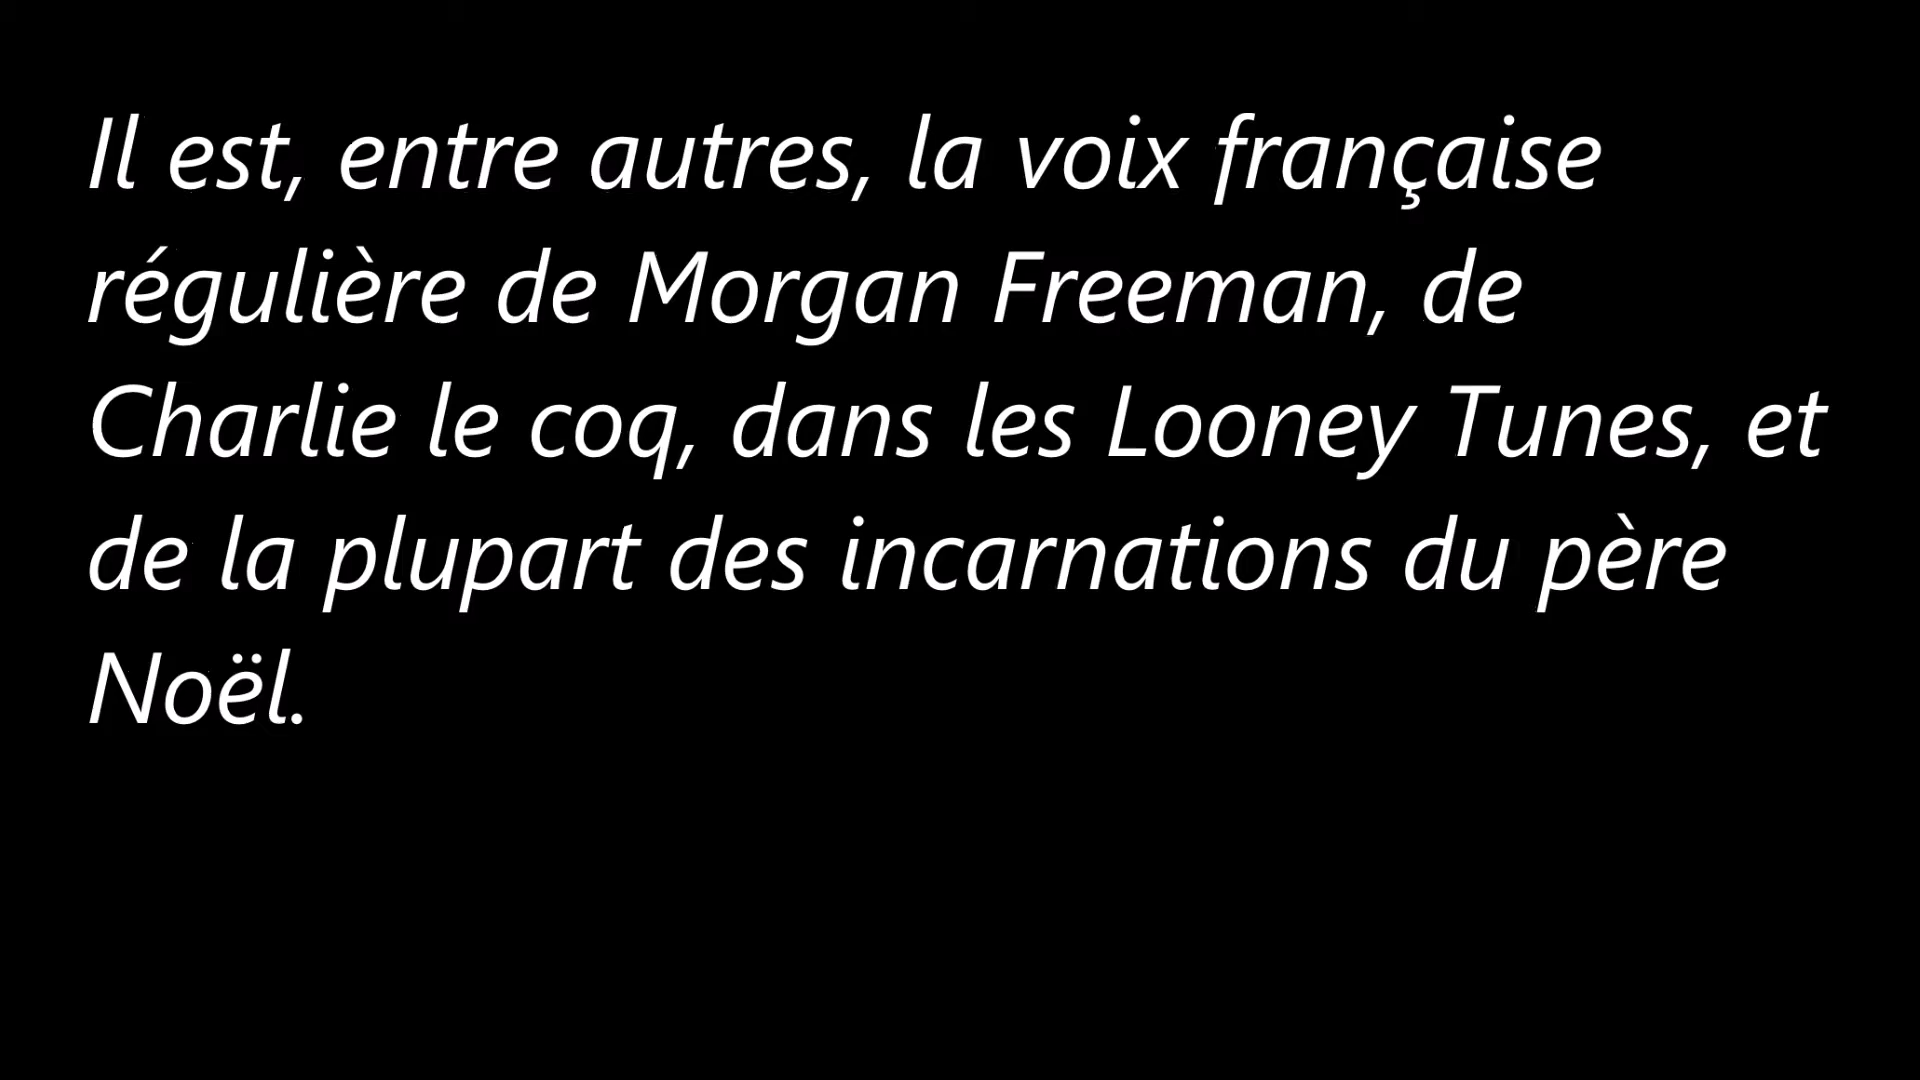 Il est, entre autres, la voix française
régulière de Morgan Freeman, de
Charlie le coq, dans les Looney Tunes, et
de la plupart des incarnations du père
Noël.